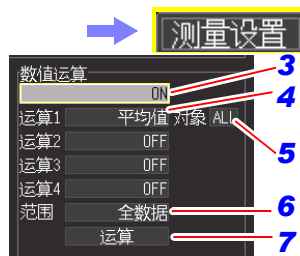 测量设置
数值运算
ON 3
运算1 平均值 对象 ALL 4
运算2 OFF 5
运算3 OFF
运算4 OFF
范围 全数据 6
运算 7